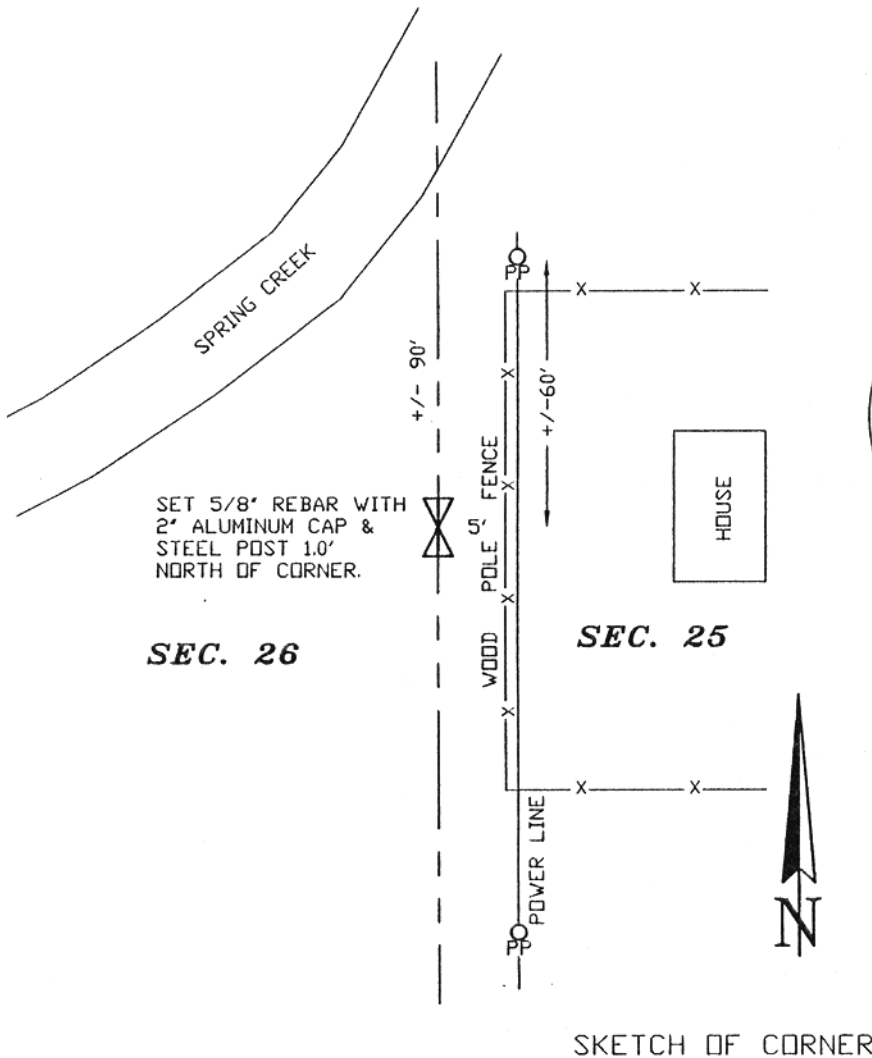 SPRING CREEK
PP
+/- 90'
+/-60'
X
X
X
X
WOOD POLE FENCE
HOUSE
SET 5/8" REBAR WITH
2" ALUMINUM CAP &
STEEL POST 1.0'
NORTH OF CORNER.
5'
X
X
SEC. 26
SEC. 25
X
X
POWER LINE
PP
N
SKETCH OF CORNER